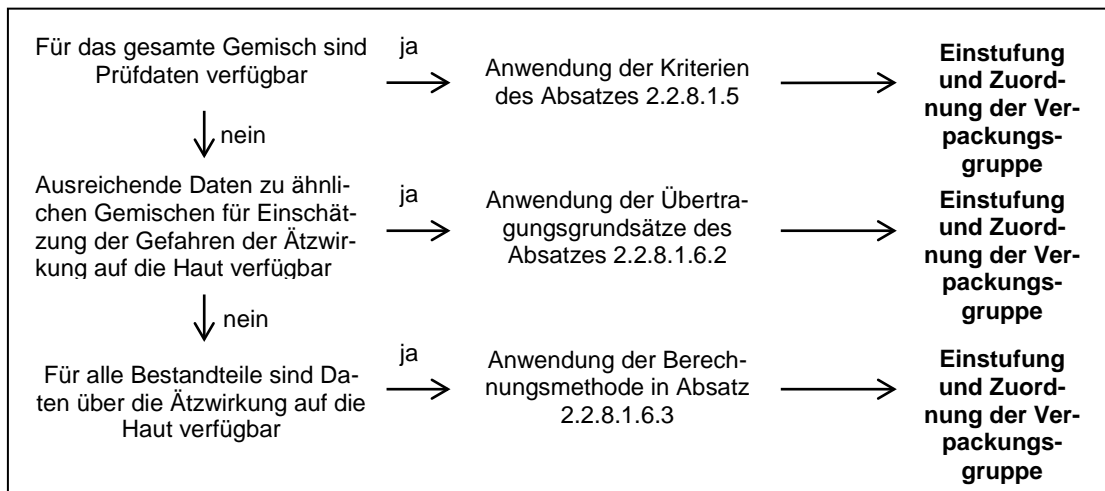 Für das gesamte Gemisch sind
Prüfdaten verfügbar
ja
Anwendung der Kriterien
des Absatzes 2.2.8.1.5
Einstufung
und Zuord-
nung der Ver-
packungs-
gruppe
nein
Ausreichende Daten zu ähnli-
chen Gemischen für Einschät-
zung der Gefahren der Ätzwir-
kung auf die Haut verfügbar
ja
Anwendung der Übertra-
gungsgrundsätze des
Absatzes 2.2.8.1.6.2
Einstufung
und Zuord-
nung der Ver-
packungs-
gruppe
nein
Für alle Bestandteile sind Da-
ten über die Ätzwirkung auf die
Haut verfügbar
ja
Anwendung der Berech-
nungsmethode in Absatz
2.2.8.1.6.3
Einstufung
und Zuord-
nung der Ver-
packungs-
gruppe